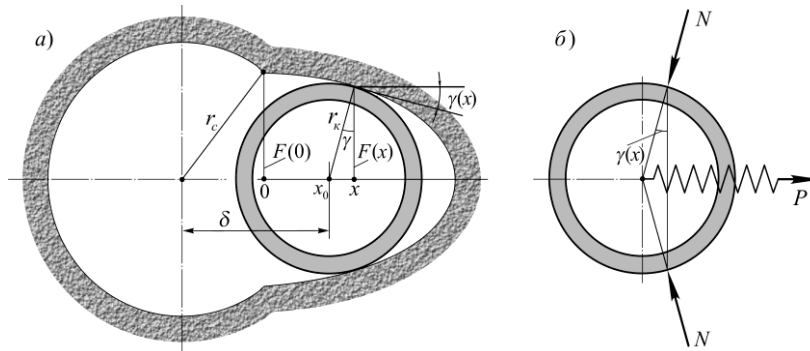 а)
б)
N
γ(x)
r_c
r_к
γ
F(0)
F(x)
γ(x)
0
x_0
x
P
δ
N